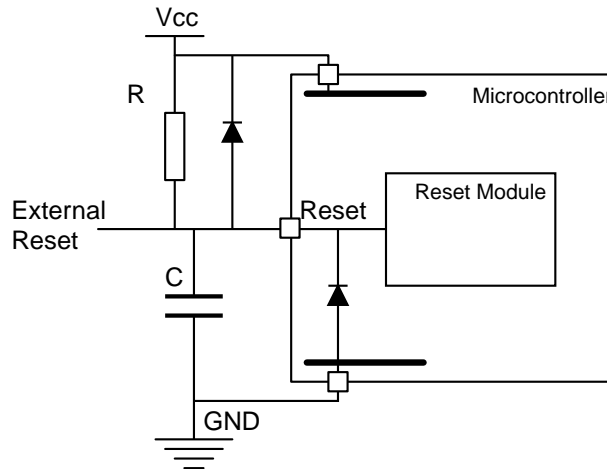 Vcc
R
Microcontroller
Reset Module
External
Reset
Reset
C
GND